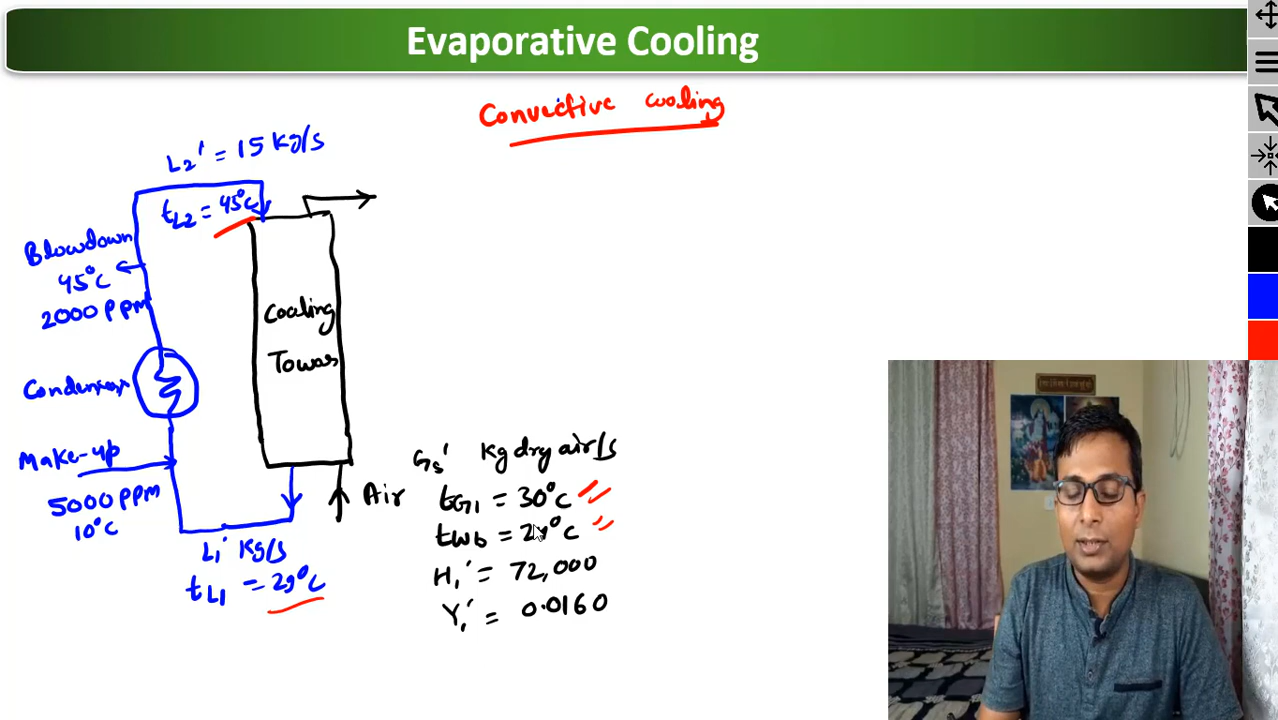 Evaporative Cooling
Convective cooling
L2' = 15 Kg/s
tL2 = 45°C
Blowdown
45°C
2000 PPM
Cooling
Tower
Condenser
Make-up
5000 PPM
10°C
L1' Kg/s
tL1 = 29°C
Air
Gs' Kg dry air/s
tG1 = 30°C
twb = °C
H1' = 72,000
Y1' = 0.0160